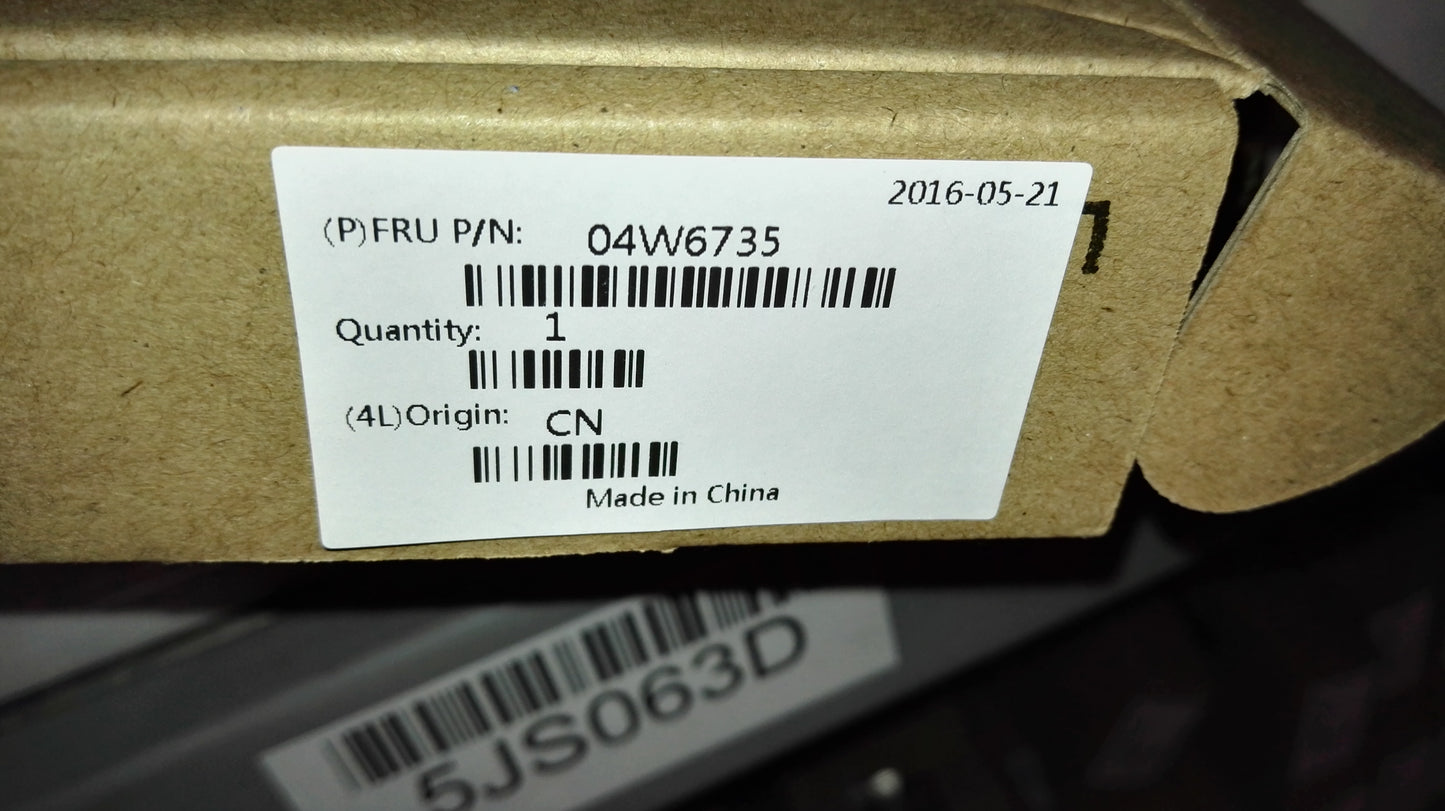 2016-05-21
(P)FRU P/N: 04W6735
Quantity: 1
(4L)Origin: CN
Made in China
5JS063D